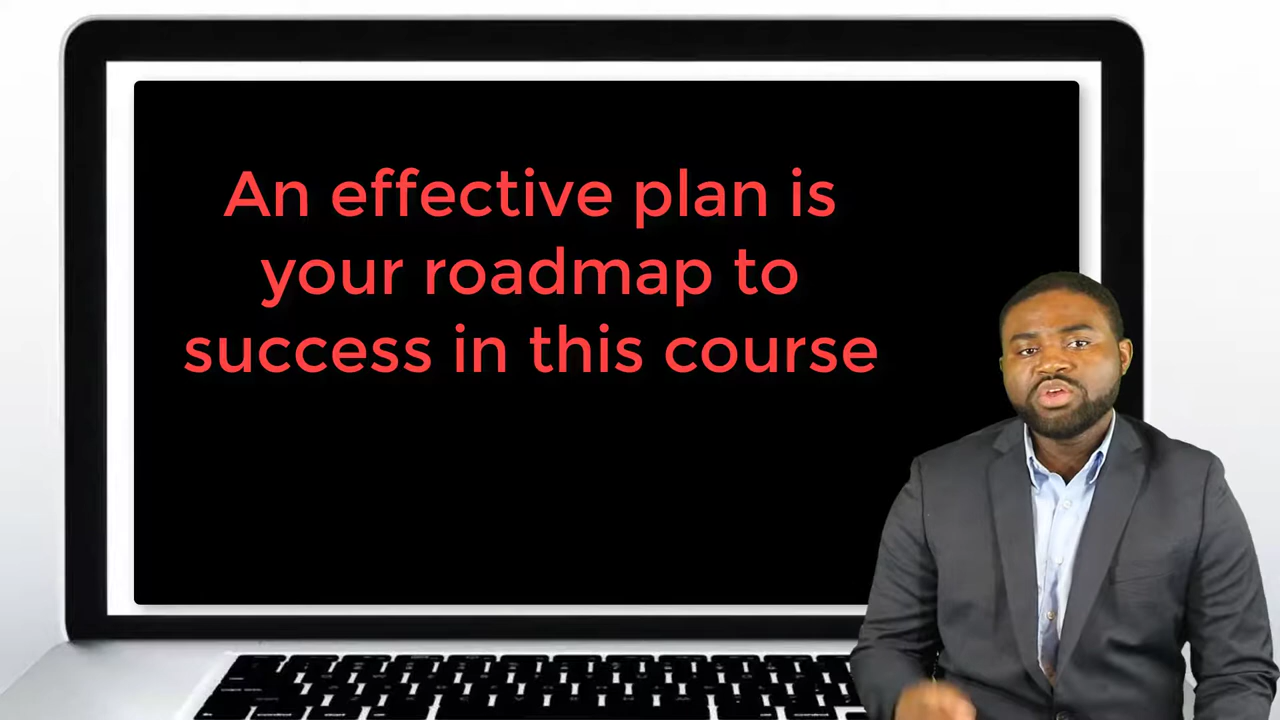 An effective plan is
your roadmap to
success in this course